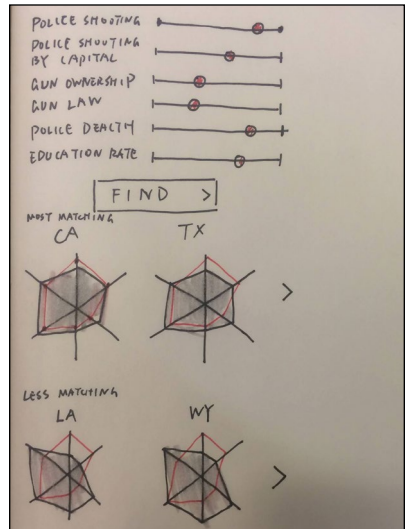 POLICE SHOOTING
POLICE SHOUTING
BY CAPITAL
GUN OWNERSHIP
GUN LAW
POLICE DEALTH
EDUCATION RATE
FIND >
MOST MATCHING
CA TX
>
LESS MATCHING
LA WY
>